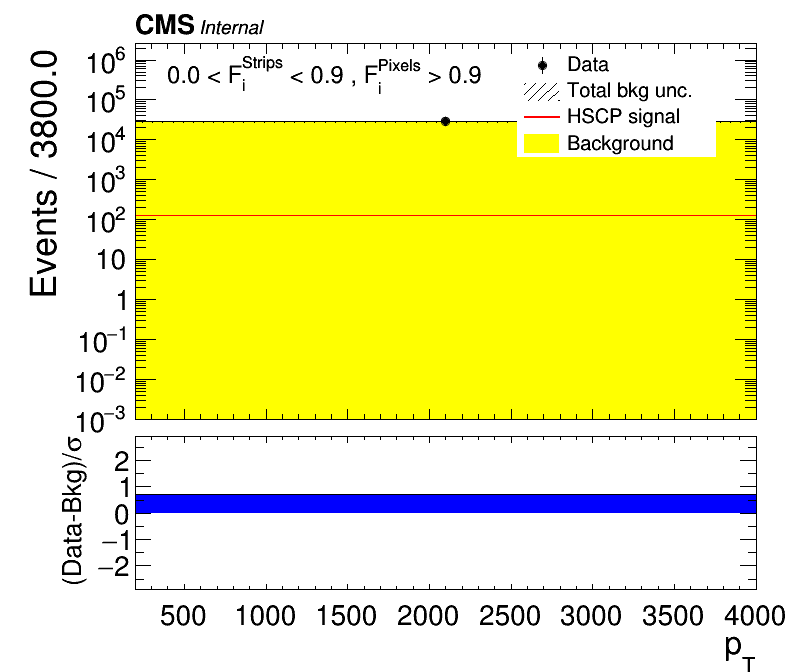 CMS Internal
0.0 < F_i^Strips < 0.9 , F_i^Pixels > 0.9
Data
Total bkg unc.
HSCP signal
Background
Events / 3800.0
10^6
10^5
10^4
10^3
10^2
10
1
10^−1
10^−2
10^−3
(Data-Bkg)/σ
2
1
0
−1
−2
500 1000 1500 2000 2500 3000 3500 4000
p_T